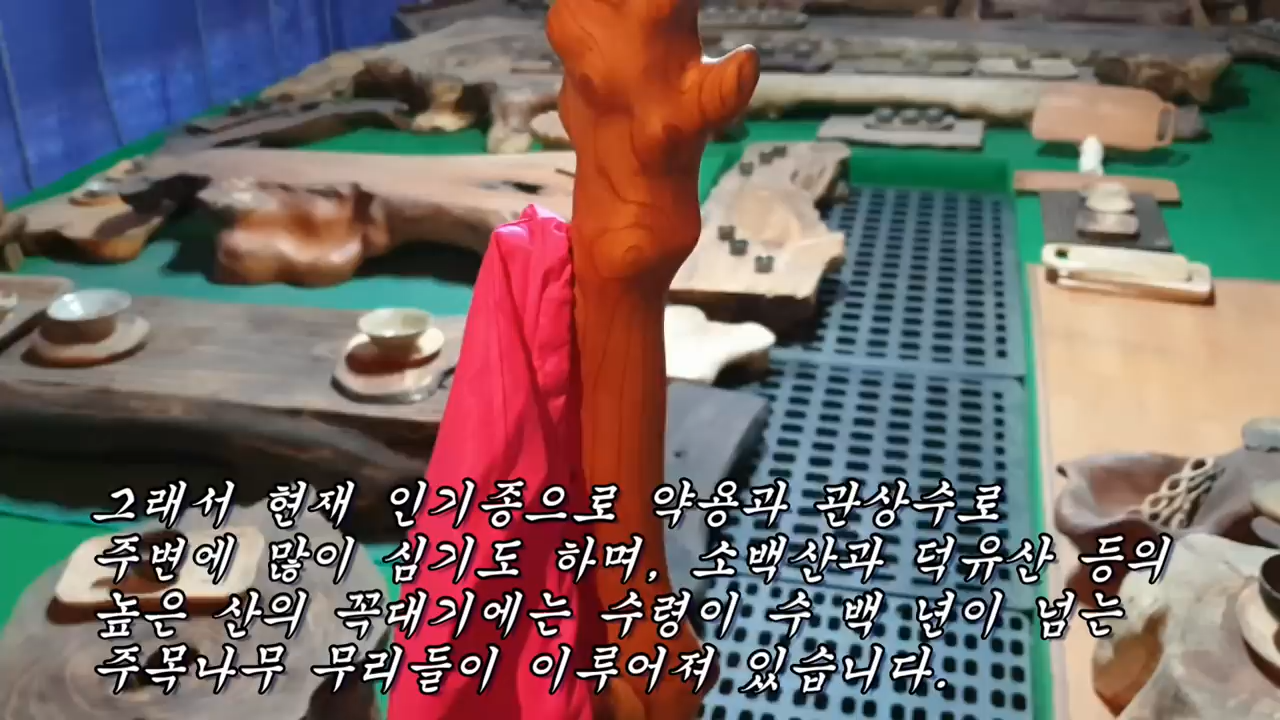 그래서 현재 인기종으로 약용과 관상수로
주변에 많이 심기도 하며, 소백산과 덕유산 등의
높은 산의 꼭대기에는 수령이 수 백 년이 넘는
주목나무 무리들이 이루어져 있습니다.